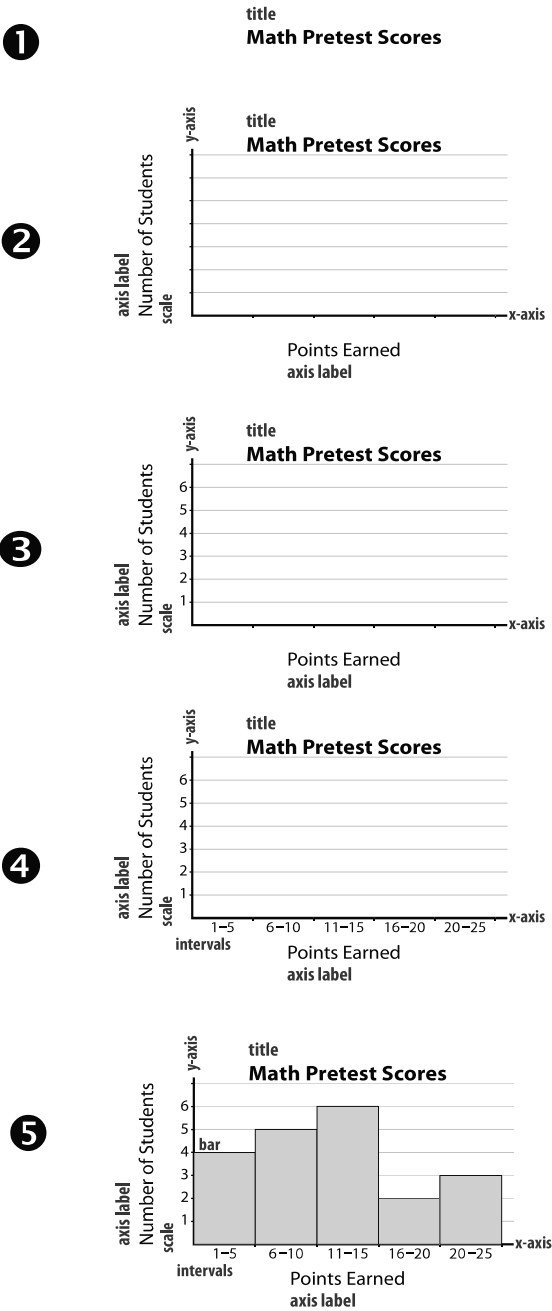 1
title
Math Pretest Scores
2
y-axis
title
Math Pretest Scores
axis label
Number of Students
scale
x-axis
Points Earned
axis label
3
y-axis
title
Math Pretest Scores
axis label
Number of Students
scale
6
5
4
3
2
1
x-axis
Points Earned
axis label
4
y-axis
title
Math Pretest Scores
axis label
Number of Students
scale
6
5
4
3
2
1
x-axis
1–5 6–10 11–15 16–20 20–25
intervals
Points Earned
axis label
5
y-axis
title
Math Pretest Scores
axis label
Number of Students
scale
6
5
4
3
2
1
bar
x-axis
1–5 6–10 11–15 16–20 20–25
intervals
Points Earned
axis label